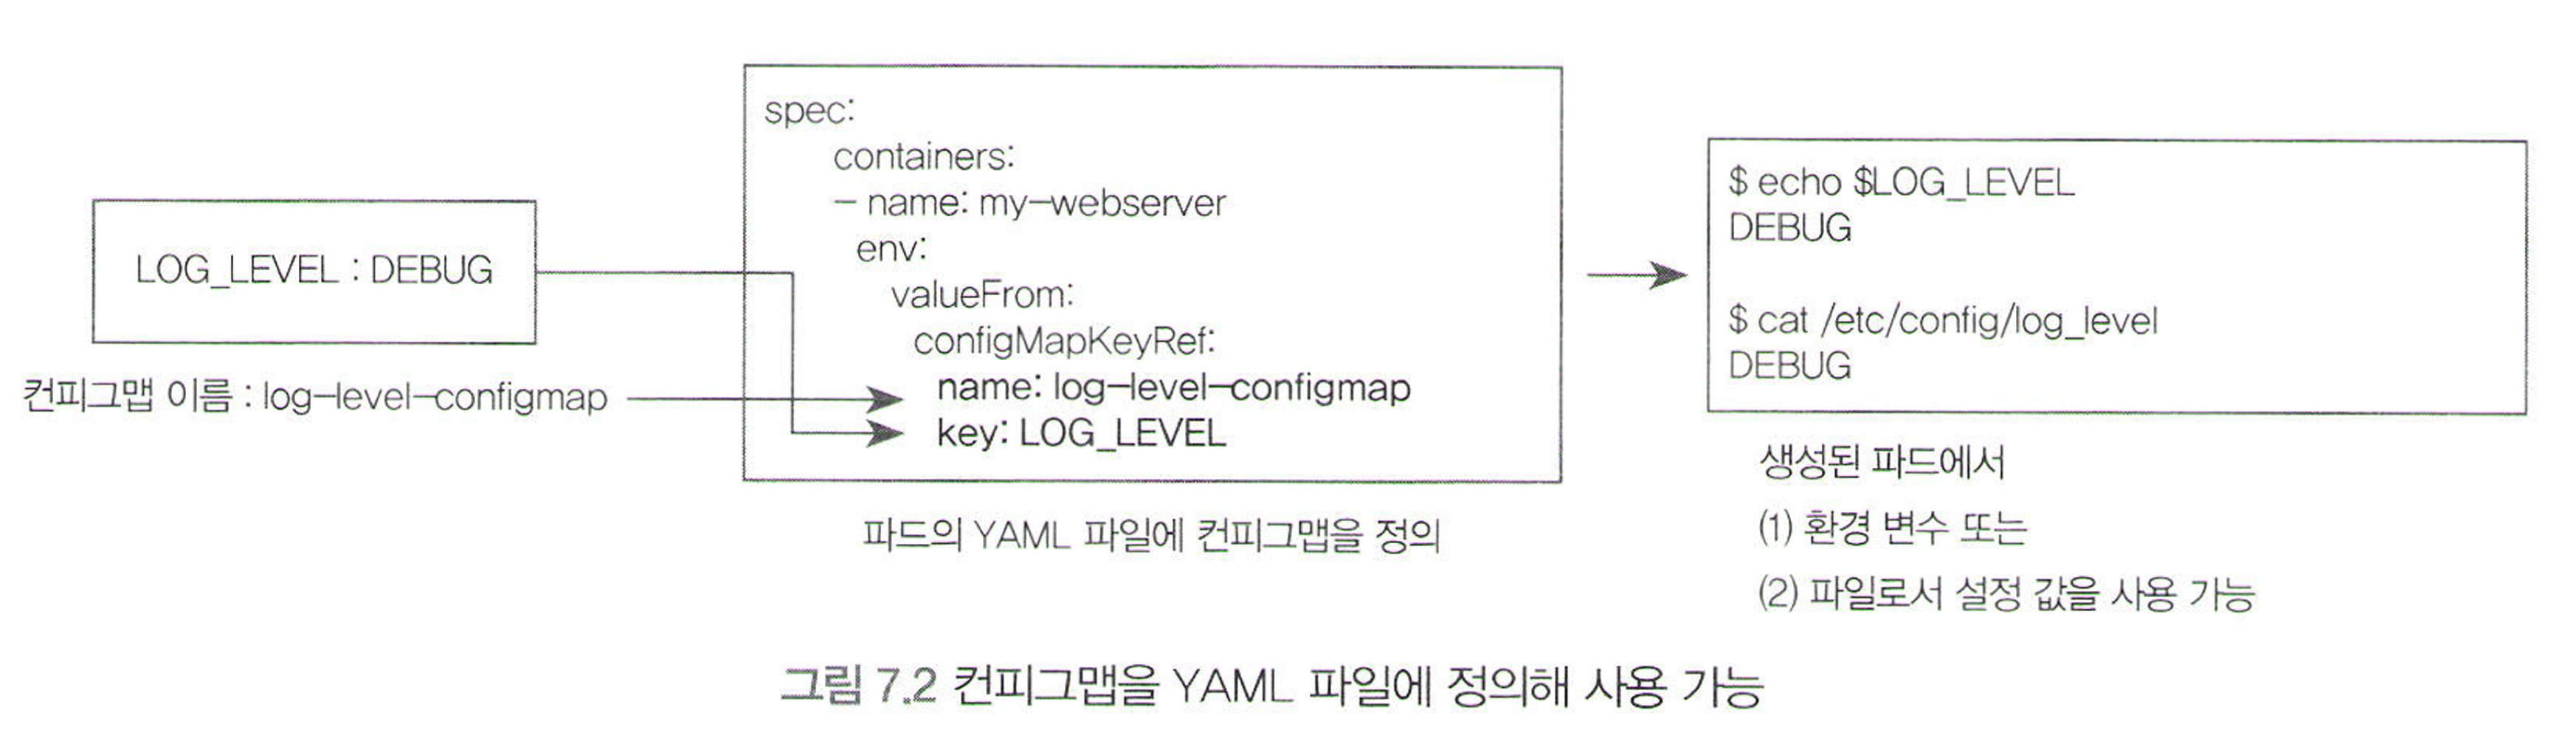 LOG_LEVEL : DEBUG
컨피그맵 이름 : log-level-configmap
spec:
containers:
- name: my-webserver
env:
valueFrom:
configMapKeyRef:
name: log-level-configmap
key: LOG_LEVEL
파드의 YAML 파일에 컨피그맵을 정의
$ echo $LOG_LEVEL
DEBUG
$ cat /etc/config/log_level
DEBUG
생성된 파드에서
(1) 환경 변수 또는
(2) 파일로서 설정 값을 사용 가능
그림 7.2 컨피그맵을 YAML 파일에 정의해 사용 가능